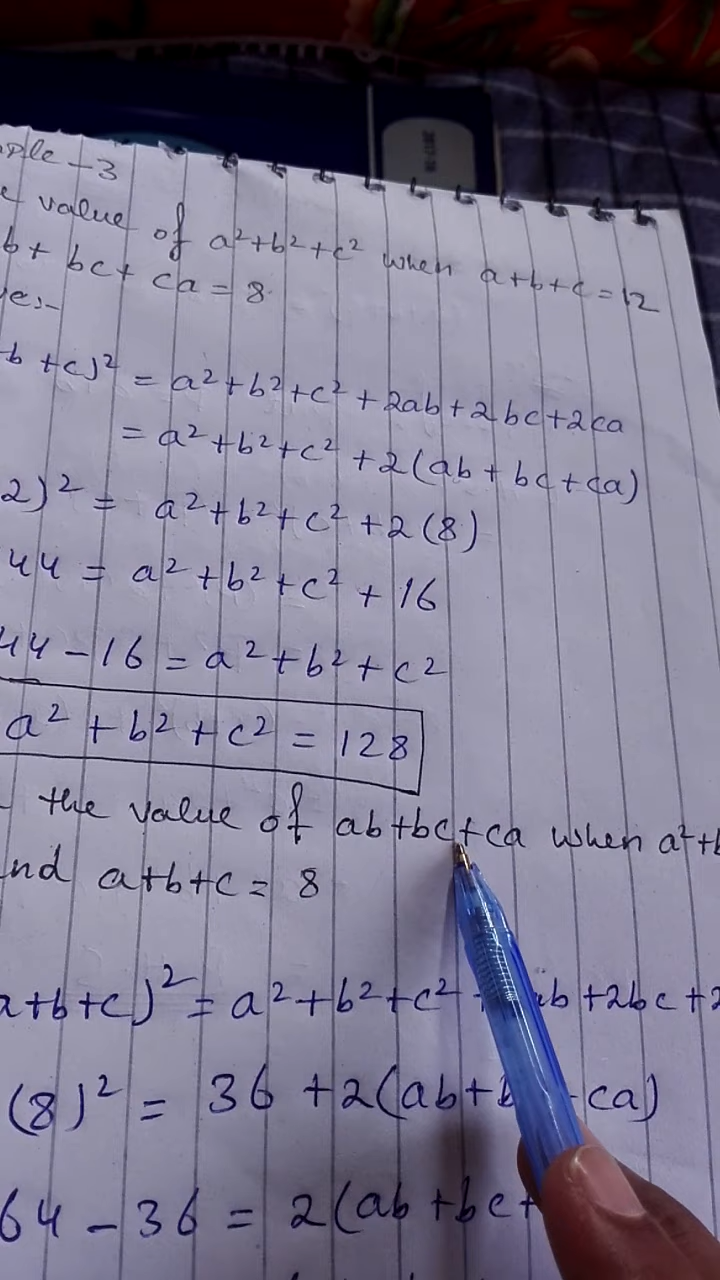 ple-3
e value of a²+b²+c² when a+b+c=12
b + bc + ca = 8
b+c)² = a²+b²+c²+2ab+2bc+2ca
= a²+b²+c²+2(ab+bc+ca)
2)² = a²+b²+c²+2(8)
44 = a²+b²+c²+16
44-16 = a²+b²+c²
a²+b²+c² = 128
the value of ab+bc+ca when a²+b
nd a+b+c = 8
a+b+c)² = a²+b²+c² ab+2bc+2
(8)² = 36 +2(ab+b ca)
64-36 = 2(ab+bc+